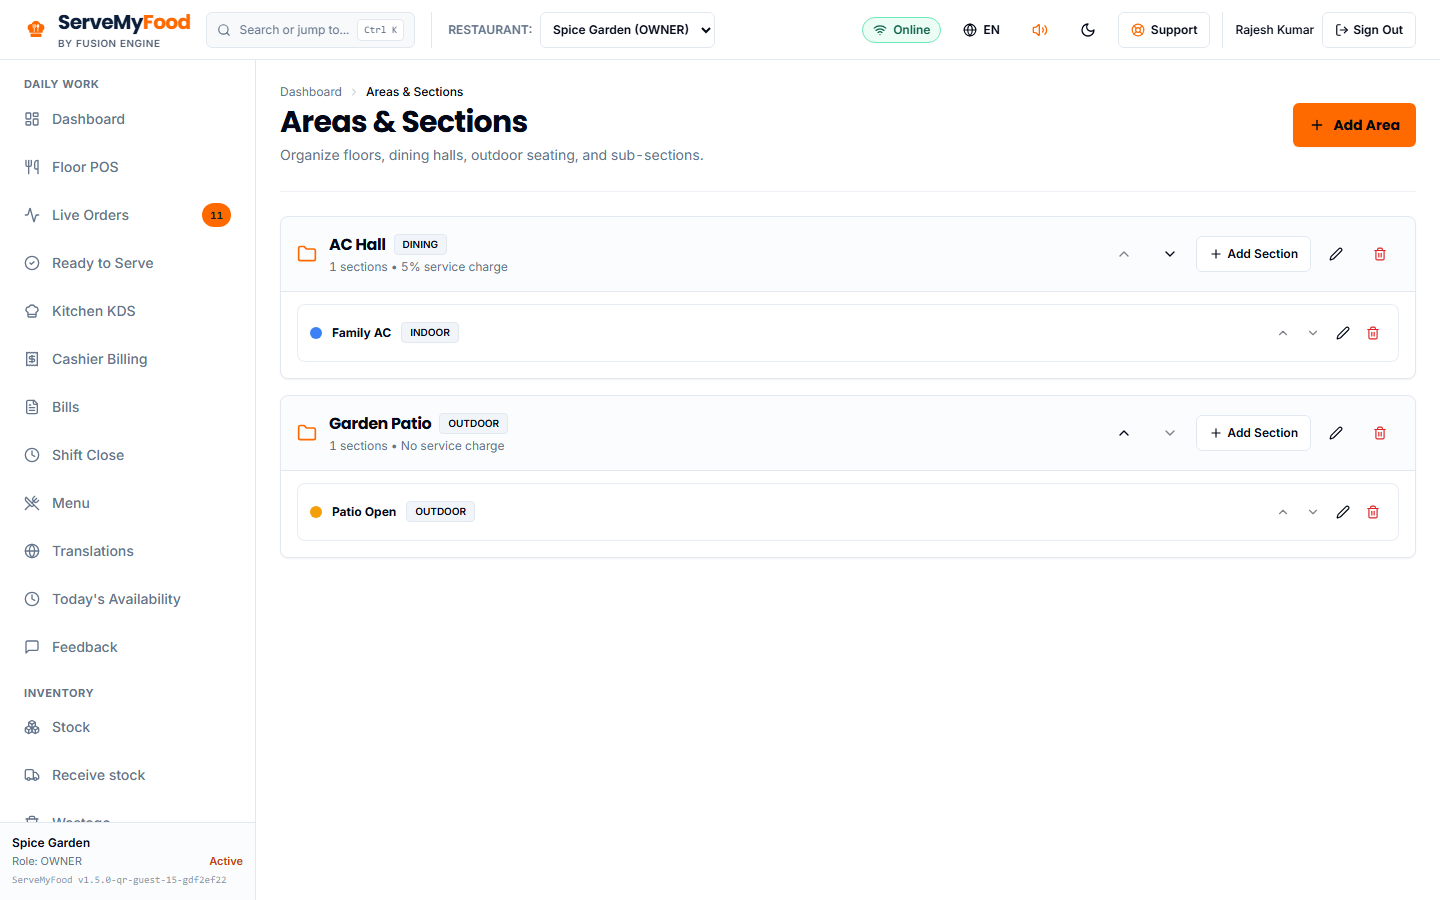 ServeMyFood
BY FUSION ENGINE
Search or jump to... Ctrl K
RESTAURANT: Spice Garden (OWNER)
Online
EN
Support
Rajesh Kumar
Sign Out
DAILY WORK
Dashboard
Floor POS
Live Orders 11
Ready to Serve
Kitchen KDS
Cashier Billing
Bills
Shift Close
Menu
Translations
Today's Availability
Feedback
INVENTORY
Stock
Receive stock
Wastage
Spice Garden
Role: OWNER Active
ServeMyFood v1.5.0-qr-guest-15-gdf2ef22
Dashboard > Areas & Sections
Areas & Sections
Organize floors, dining halls, outdoor seating, and sub-sections.
+ Add Area
AC Hall DINING
1 sections • 5% service charge
+ Add Section
Family AC INDOOR
Garden Patio OUTDOOR
1 sections • No service charge
+ Add Section
Patio Open OUTDOOR